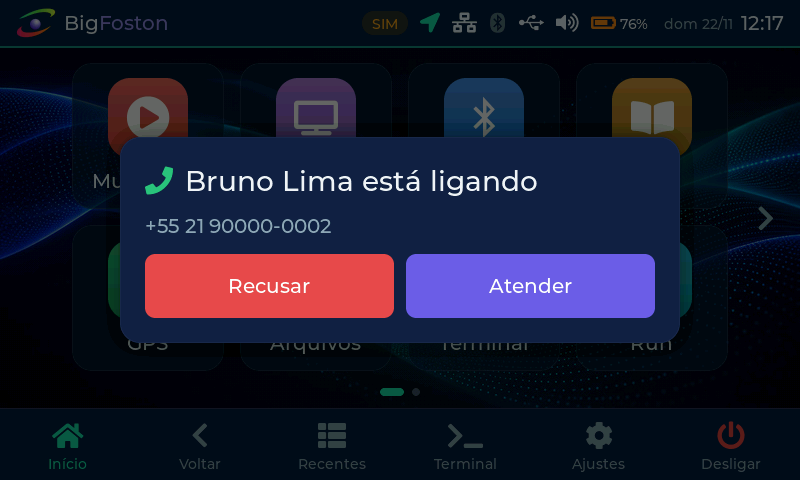 BigFoston
SIM
76%
dom 22/11
12:17
Bruno Lima está ligando
+55 21 90000-0002
Recusar
Atender
GPS
Arquivos
Terminal
Run
Início
Voltar
Recentes
Terminal
Ajustes
Desligar